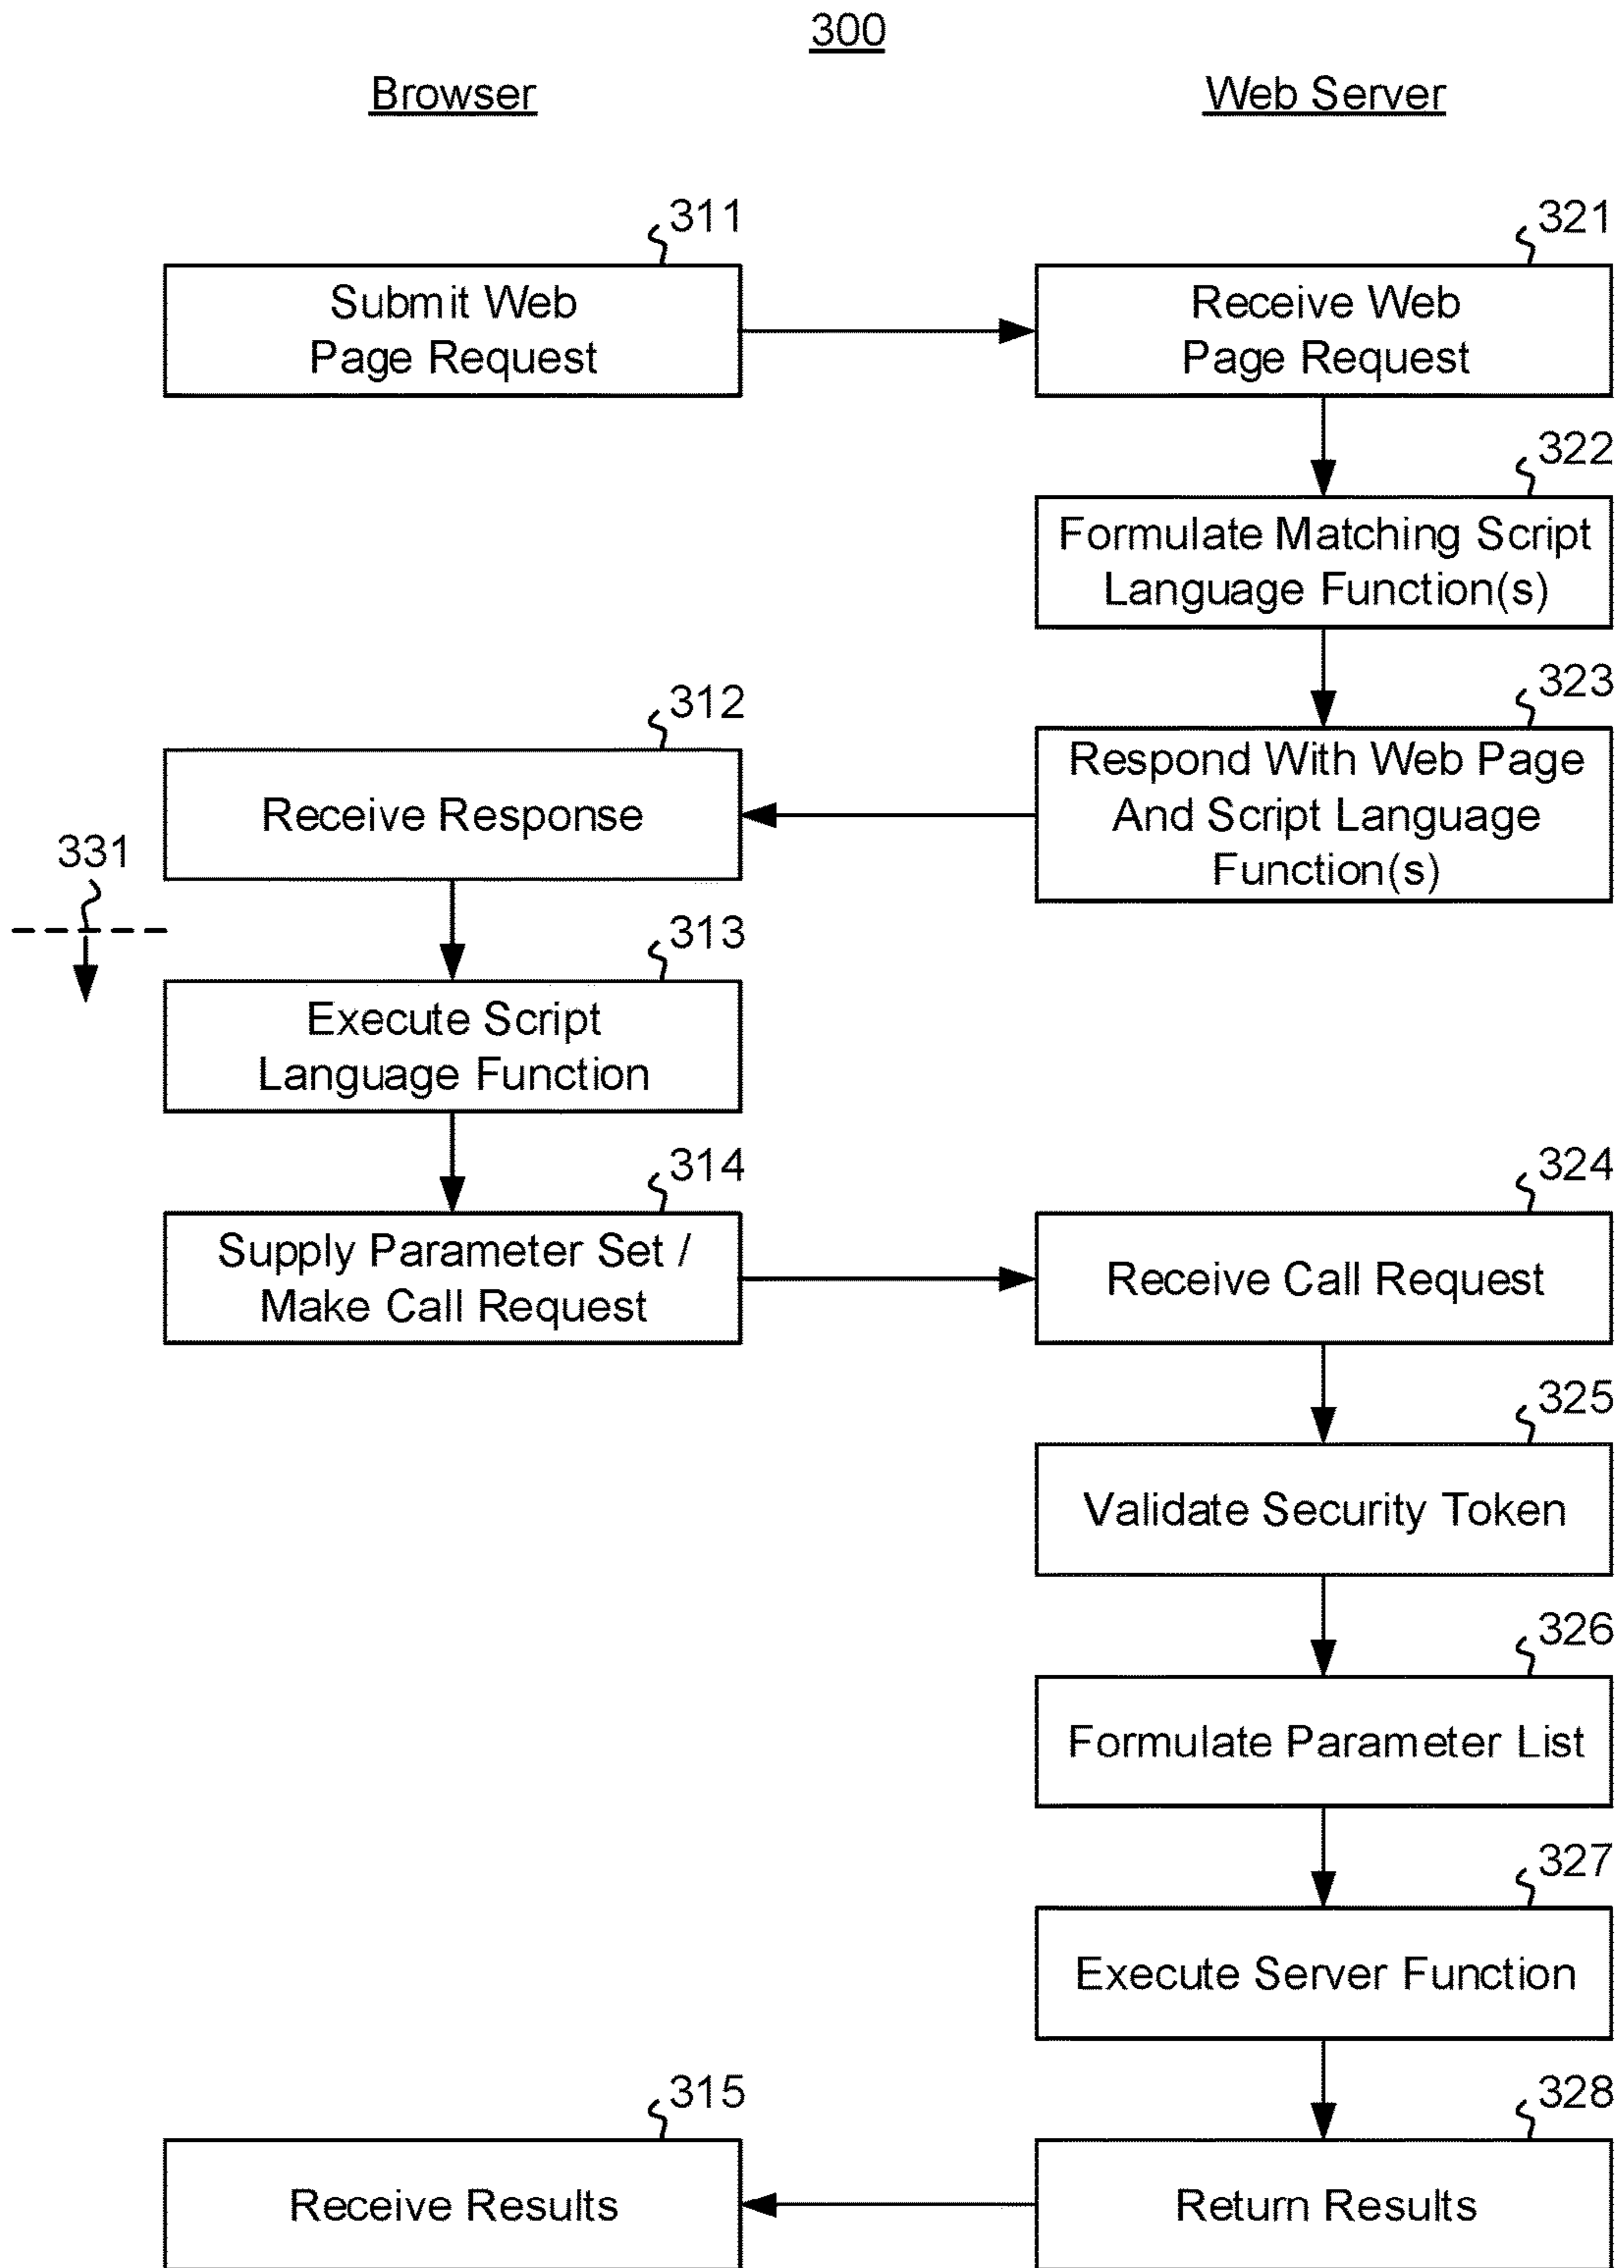 300
Browser
Web Server
311
Submit Web
Page Request
321
Receive Web
Page Request
322
Formulate Matching Script
Language Function(s)
323
Respond With Web Page
And Script Language
Function(s)
312
Receive Response
331
313
Execute Script
Language Function
314
Supply Parameter Set /
Make Call Request
324
Receive Call Request
325
Validate Security Token
326
Formulate Parameter List
327
Execute Server Function
328
Return Results
315
Receive Results